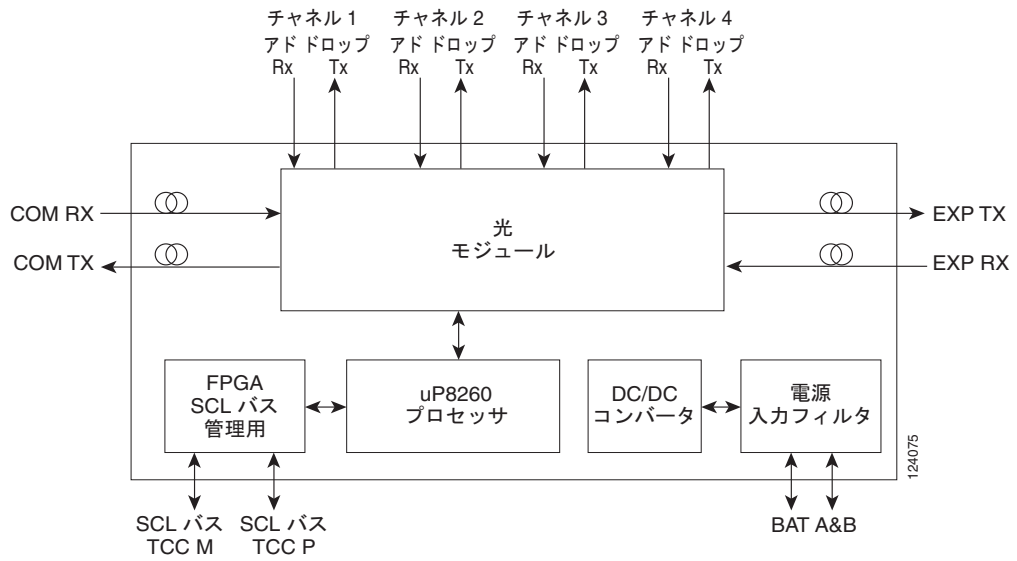 チャネル 1 チャネル 2 チャネル 3 チャネル 4
アド ドロップ アド ドロップ アド ドロップ アド ドロップ
Rx Tx Rx Tx Rx Tx Rx Tx
COM RX
COM TX
光
モジュール
EXP TX
EXP RX
FPGA
SCL バス
管理用
uP8260
プロセッサ
DC/DC
コンバータ
電源
入力フィルタ
124075
SCL バス
TCC M
SCL バス
TCC P
BAT A&B